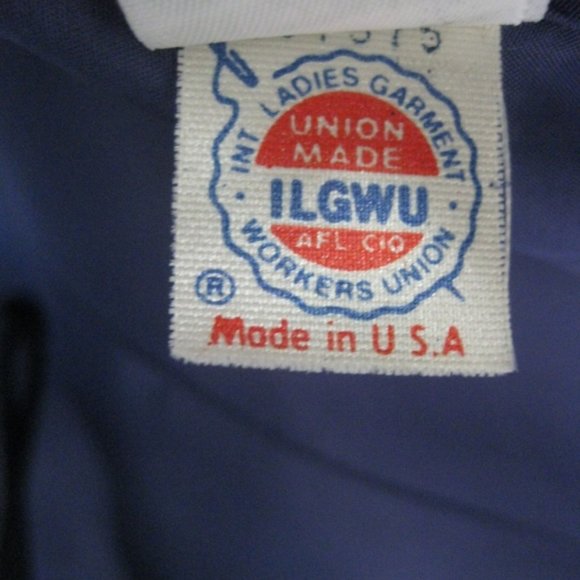 INT LADIES GARMENT
UNION
MADE
ILGWU
AFL CIO
WORKERS UNION
®
Made in U.S.A